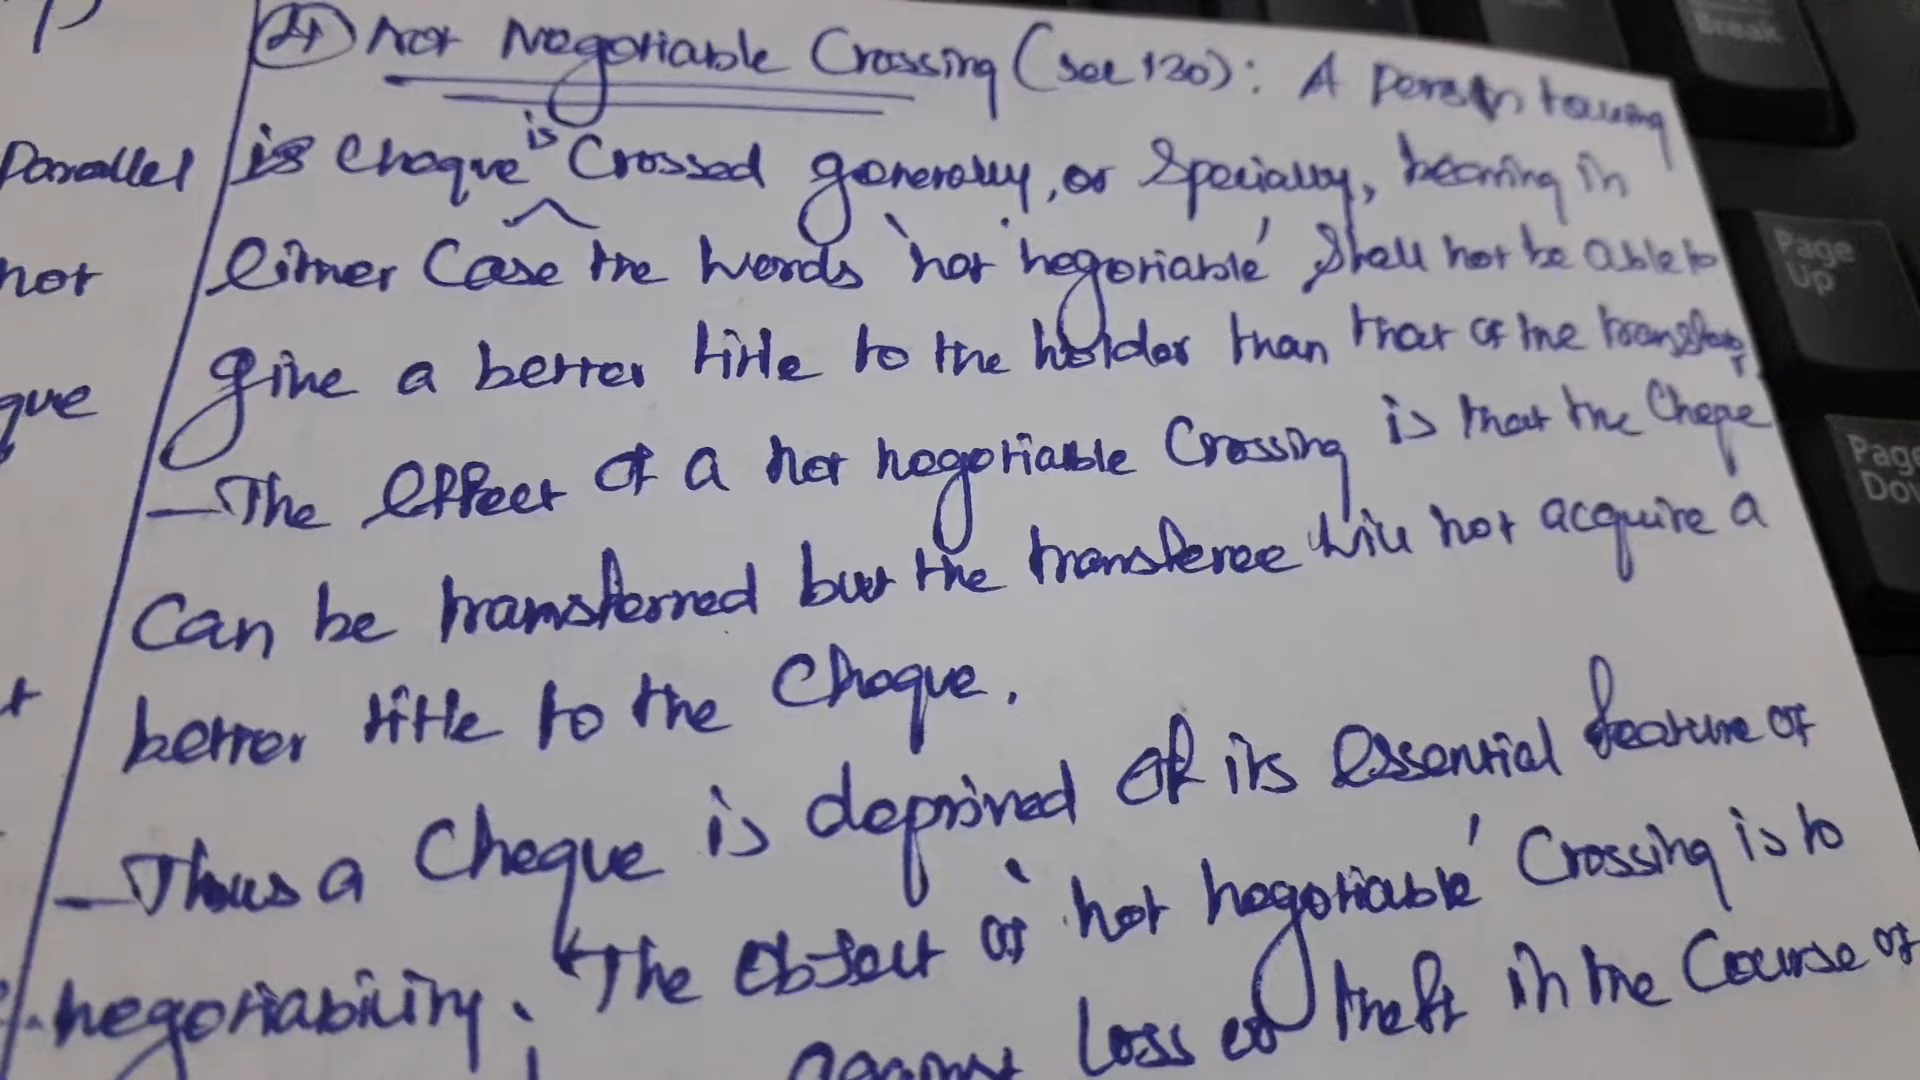 4) Not Negotiable Crossing (Sec 130): A Person taking
is Cheque is Crossed generally, or Specially, bearing in
either Case the words 'not negotiable' Shall not be able to
give a better title to the holder than that of the transferor
- The effect of a not negotiable Crossing is that the Cheque
Can be transferred but the transferee will not acquire a
better title to the Cheque.
- Thus a Cheque is deprived of its essential feature of
negotiability. The object of 'not negotiable' Crossing is to
against loss or theft in the Course of
Parallel
not
que